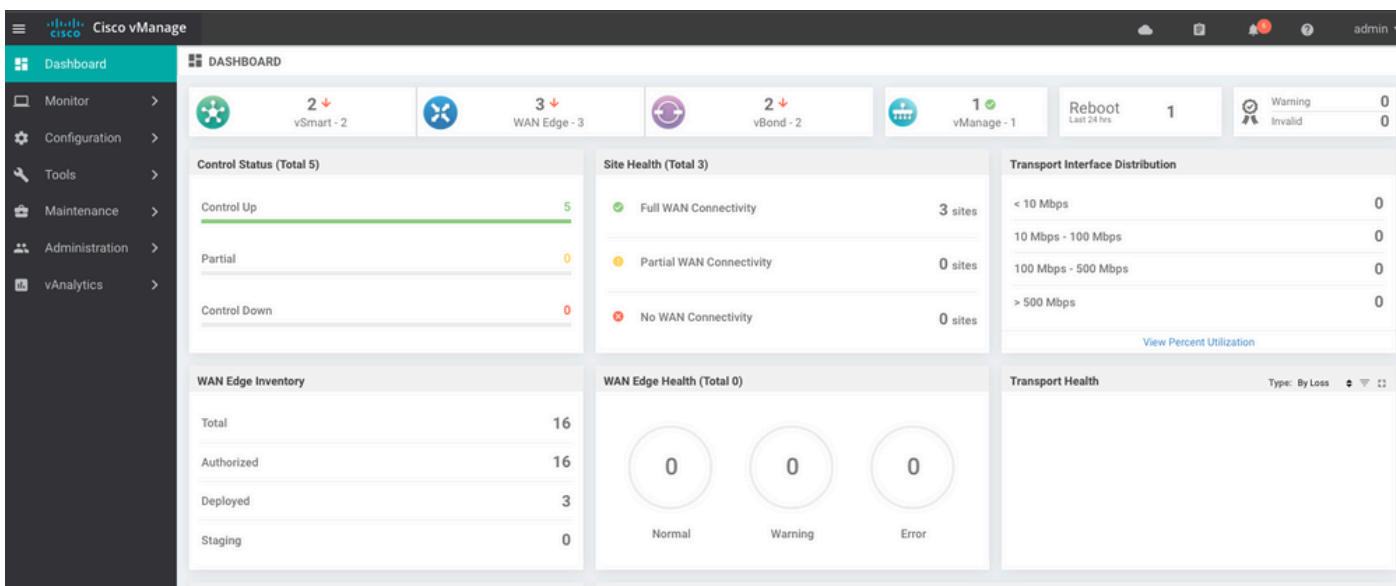 cisco Cisco vManage
admin
Dashboard
Monitor
Configuration
Tools
Maintenance
Administration
vAnalytics
DASHBOARD
2
vSmart - 2
3
WAN Edge - 3
2
vBond - 2
1
vManage - 1
Reboot
Last 24 hrs
1
Warning 0
Invalid 0
Control Status (Total 5)
Control Up 5
Partial 0
Control Down 0
Site Health (Total 3)
Full WAN Connectivity 3 sites
Partial WAN Connectivity 0 sites
No WAN Connectivity 0 sites
Transport Interface Distribution
< 10 Mbps 0
10 Mbps - 100 Mbps 0
100 Mbps - 500 Mbps 0
> 500 Mbps 0
View Percent Utilization
WAN Edge Inventory
Total 16
Authorized 16
Deployed 3
Staging 0
WAN Edge Health (Total 0)
0 0 0
Normal Warning Error
Transport Health
Type: By Loss